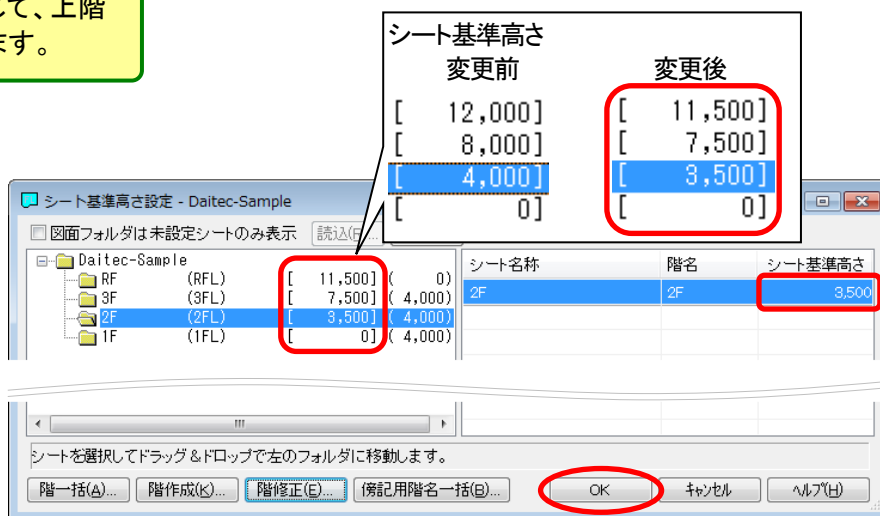 して、上階
ます。
シート基準高さ
変更前 変更後
[ 12,000] [ 11,500]
[ 8,000] [ 7,500]
[ 4,000] [ 3,500]
[ 0] [ 0]
シート基準高さ設定 - Daitec-Sample
図面フォルダは未設定シートのみ表示
Daitec-Sample
RF (RFL) [ 11,500] ( 0)
3F (3FL) [ 7,500] ( 4,000)
2F (2FL) [ 3,500] ( 4,000)
1F (1FL) [ 0] ( 4,000)
シート名称 階名 シート基準高さ
2F 2F 3,500
シートを選択してドラッグ&ドロップで左のフォルダに移動します。
階一括(A)... 階作成(K)... 階修正(E)... 傍記用階名一括(B)... OK キャンセル ヘルプ(H)